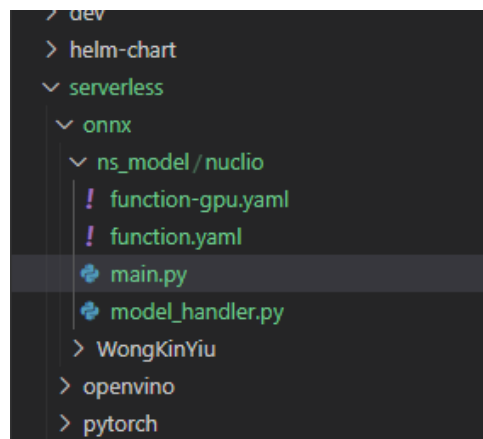 dev
helm-chart
serverless
onnx
ns_model / nuclio
! function-gpu.yaml
! function.yaml
main.py
model_handler.py
WongKinYiu
openvino
pytorch